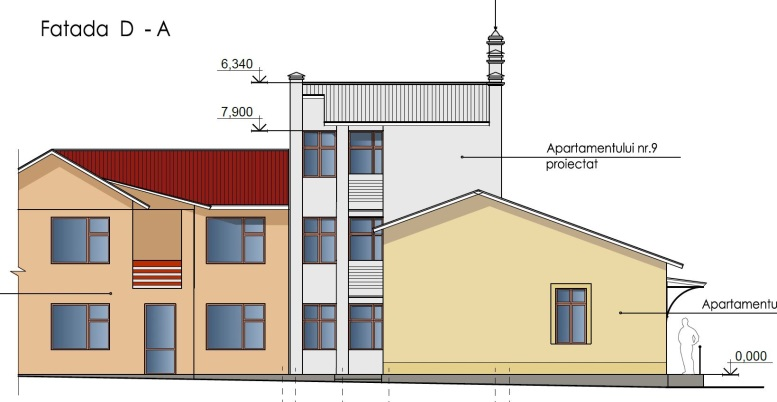 Fatada D - A
6,340
7,900
Apartamentului nr.9
proiectat
Apartamentu
0,000